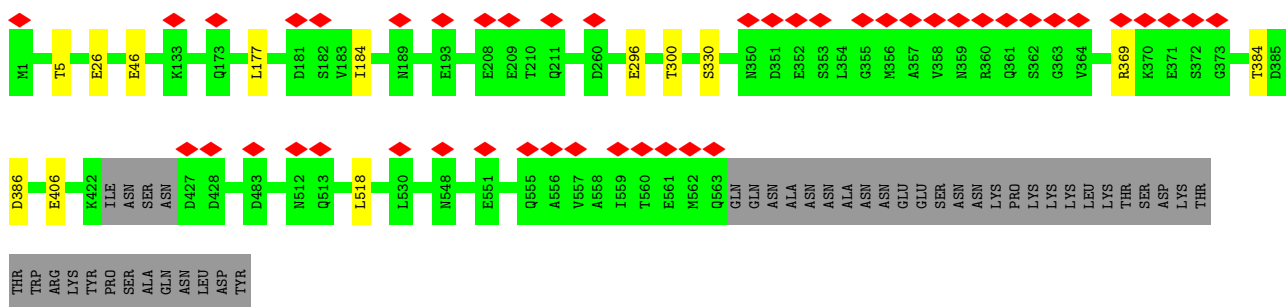 M1 T5 E26 E46 K133 Q173 L177 D181 S182 V183 I184 N189 E193 E208 E209 T210 Q211 D260 E296 T300 S330 N350 D351 E352 S353 L354 G355 M356 A357 V358 N359 R360 Q361 S362 G363 V364 R369 K370 E371 S372 G373 T384 D385
D386 E406 K422 ILE ASN SER ASN D427 D428 D483 N512 Q513 L518 L530 N548 E551 Q555 A556 V557 A558 I559 T560 E561 M562 Q563 GLN GLN ASN ALA ASN ASN ALA ASN ASN GLU GLU SER ASN ASN LYS PRO LYS LYS LYS LEU LYS THR SER ASP LYS THR
THR TRP ARG LYS TYR PRO SER ALA GLN ASN LEU ASP TYR